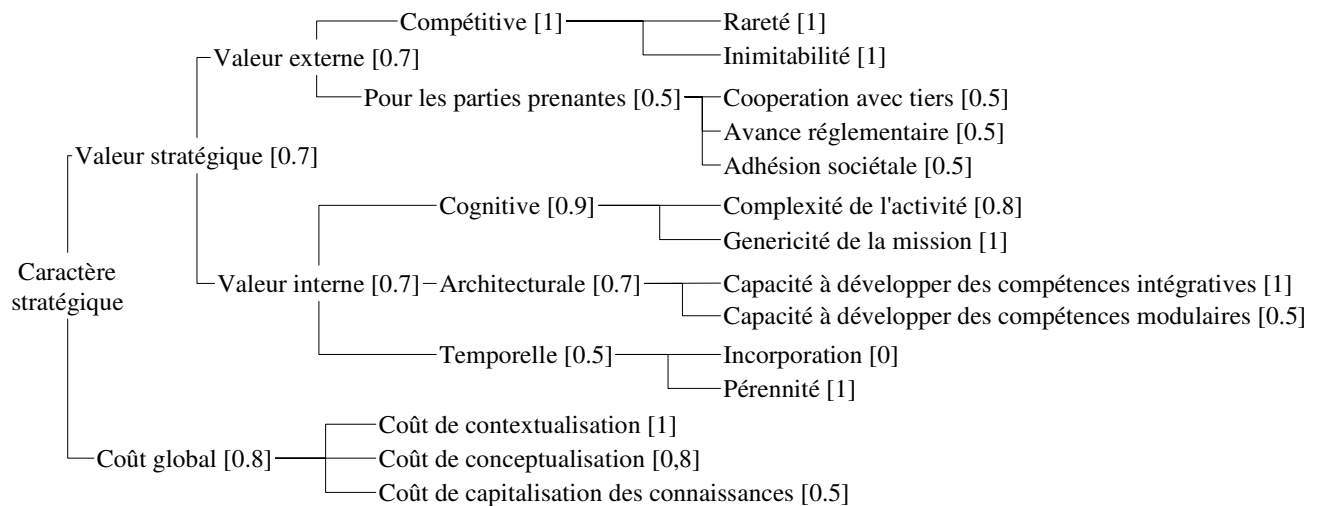 Compétitive [1]
Rareté [1]
Inimitabilité [1]
Valeur externe [0.7]
Pour les parties prenantes [0.5]
Cooperation avec tiers [0.5]
Avance réglementaire [0.5]
Adhésion sociétale [0.5]
Valeur stratégique [0.7]
Cognitive [0.9]
Complexité de l'activité [0.8]
Genericité de la mission [1]
Caractère
stratégique
Valeur interne [0.7]
Architecturale [0.7]
Capacité à développer des compétences intégratives [1]
Capacité à développer des compétences modulaires [0.5]
Temporelle [0.5]
Incorporation [0]
Pérennité [1]
Coût global [0.8]
Coût de contextualisation [1]
Coût de conceptualisation [0,8]
Coût de capitalisation des connaissances [0.5]